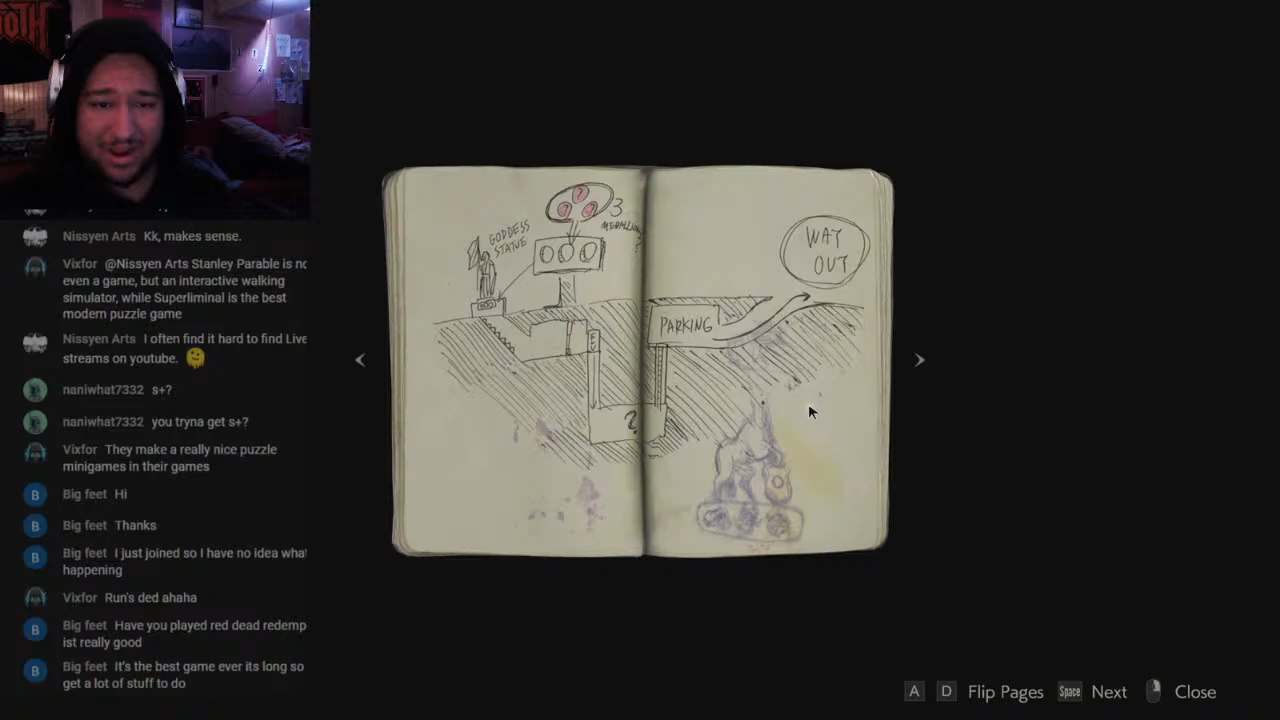 Nissyen Arts Kk, makes sense.
Vixfor @Nissyen Arts Stanley Parable is no
even a game, but an interactive walking
simulator, while Superliminal is the best
modern puzzle game
Nissyen Arts I often find it hard to find Live
streams on youtube.
naniwhat7332 s+?
naniwhat7332 you tryna get s+?
Vixfor They make a really nice puzzle
minigames in their games
B Big feet Hi
B Big feet Thanks
B Big feet I just joined so I have no idea wha
happening
Vixfor Run's ded ahaha
B Big feet Have you played red dead redemp
ist really good
B Big feet It's the best game ever its long so
get a lot of stuff to do
GODDESS
STATUE
? ? ?
3
MEDALLION
?
EV
?
PARKING
WAY
OUT
A D Flip Pages Space Next Close